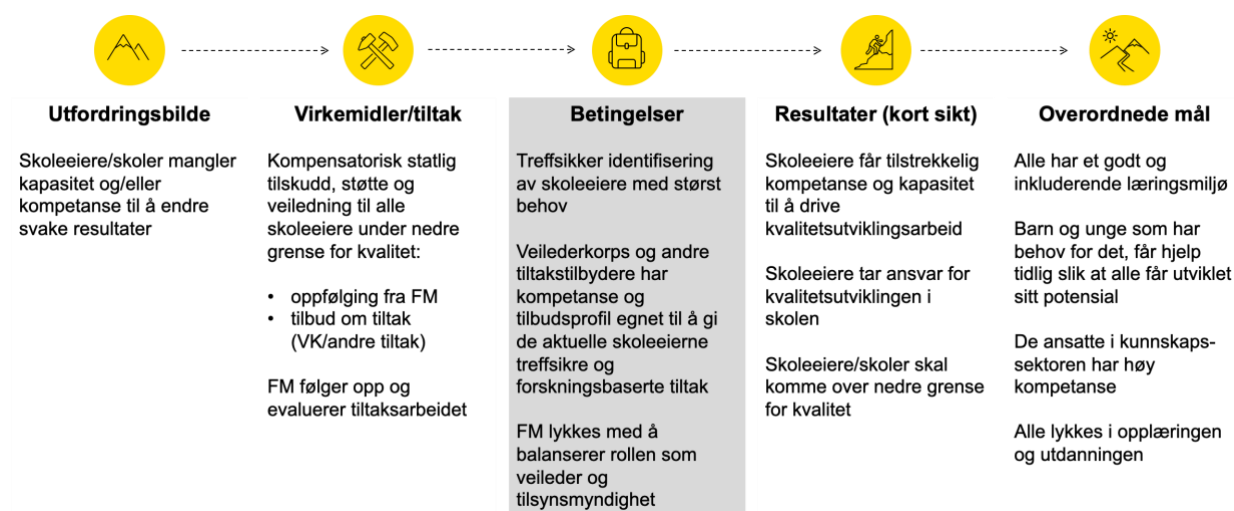 Utfordringsbilde
Skoleeiere/skoler mangler
kapasitet og/eller
kompetanse til å endre
svake resultater
Virkemidler/tiltak
Kompensatorisk statlig
tilskudd, støtte og
veiledning til alle
skoleeiere under nedre
grense for kvalitet:
• oppfølging fra FM
• tilbud om tiltak
(VK/andre tiltak)
FM følger opp og
evaluerer tiltaksarbeidet
Betingelser
Treffsikker identifisering
av skoleeiere med størst
behov
Veilederkorps og andre
tiltakstilbydere har
kompetanse og
tilbudsprofil egnet til å gi
de aktuelle skoleeierne
treffsikre og
forskningsbaserte tiltak
FM lykkes med å
balanserer rollen som
veileder og
tilsynsmyndighet
Resultater (kort sikt)
Skoleeiere får tilstrekkelig
kompetanse og kapasitet
til å drive
kvalitetsutviklingsarbeid
Skoleeiere tar ansvar for
kvalitetsutviklingen i
skolen
Skoleeiere/skoler skal
komme over nedre grense
for kvalitet
Overordnede mål
Alle har et godt og
inkluderende læringsmiljø
Barn og unge som har
behov for det, får hjelp
tidlig slik at alle får utviklet
sitt potensial
De ansatte i kunnskaps-
sektoren har høy
kompetanse
Alle lykkes i opplæringen
og utdanningen